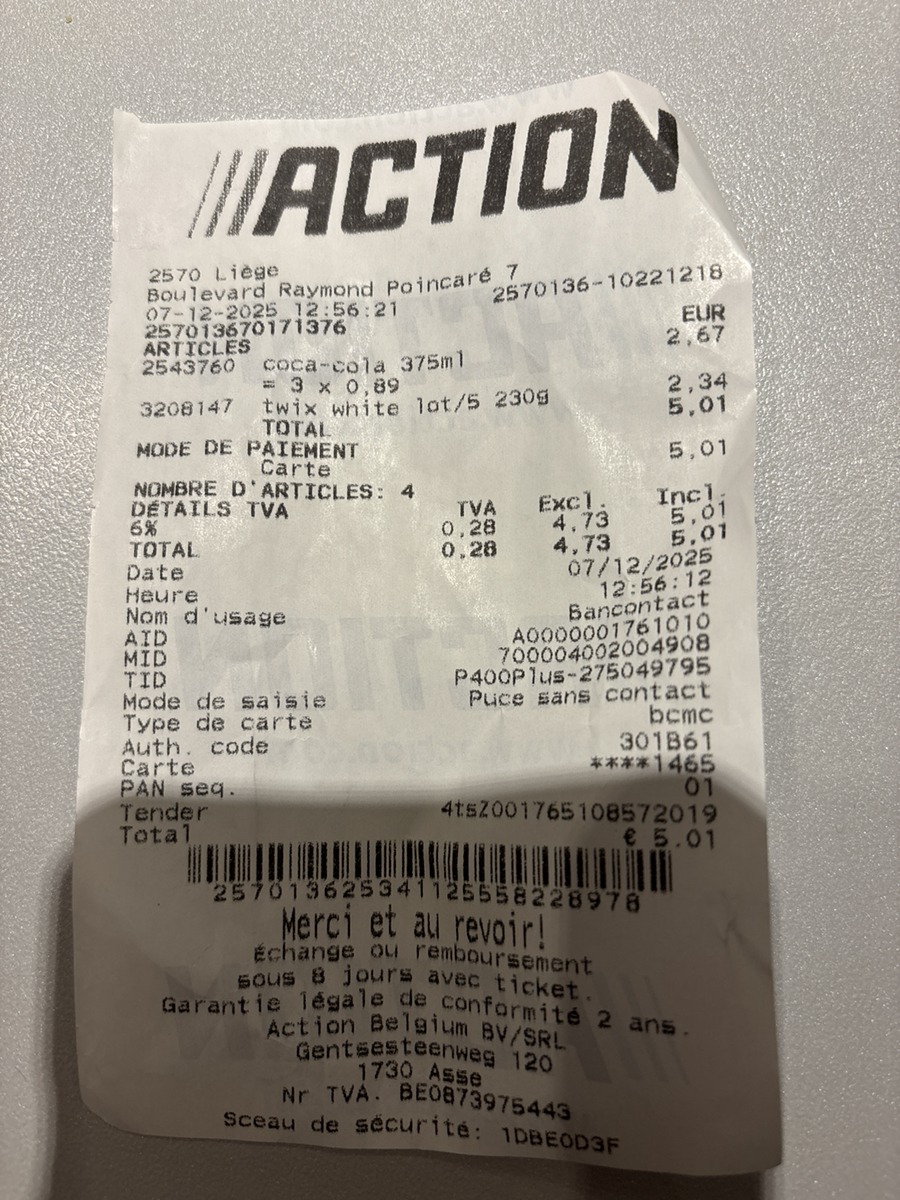 ///ACTION
2570 Liège
Boulevard Raymond Poincaré 7
07-12-2025 12:56:21 2570136-10221218
257013670171376 EUR
ARTICLES 2,67
2543760 coca-cola 375ml
= 3 x 0,89
3208147 twix white lot/5 230g 2,34
TOTAL 5,01
MODE DE PAIEMENT
Carte 5,01
NOMBRE D'ARTICLES: 4
DÉTAILS TVA TVA Excl. Incl.
6% 0,28 4,73 5,01
TOTAL 0,28 4,73 5,01
Date 07/12/2025
Heure 12:56:12
Nom d'usage Bancontact
AID A0000001761010
MID 700004002004908
TID P400Plus-275049795
Mode de saisie Puce sans contact
Type de carte bcmc
Auth. code 301B61
Carte ****1465
PAN seq. 01
Tender 4tsZ001765108572019
Total € 5.01
2570136253411255558228978
Merci et au revoir!
Échange ou remboursement
sous 8 jours avec ticket.
Garantie légale de conformité 2 ans.
Action Belgium BV/SRL
Gentsesteenweg 120
1730 Asse
Nr TVA. BE0873975443
Sceau de sécurité: 1DBE0D3F